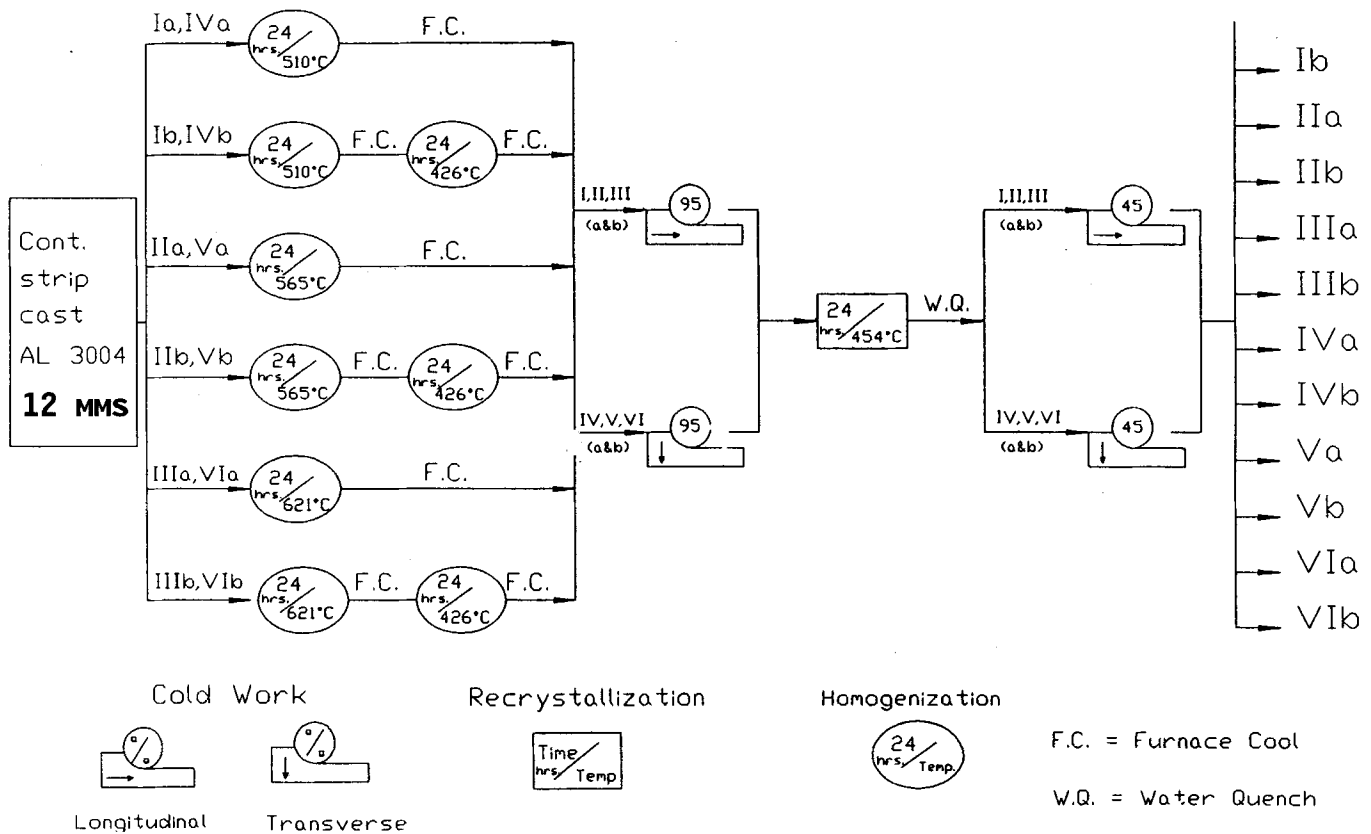 Ia,IVa
24
hrs.
510°C
F.C.
Ib,IVb
24
hrs.
510°C
F.C.
24
hrs.
426°C
F.C.
Cont.
strip
cast
AL 3004
12 MMS
IIa,Va
24
hrs.
565°C
F.C.
IIb,Vb
24
hrs.
565°C
F.C.
24
hrs.
426°C
F.C.
IIIa,VIa
24
hrs.
621°C
F.C.
IIIb,VIb
24
hrs.
621°C
F.C.
24
hrs.
426°C
F.C.
I,II,III
(a&b)
95
IV,V,VI
(a&b)
95
24
hrs.
454°C
W.Q.
I,II,III
(a&b)
45
IV,V,VI
(a&b)
45
Ib
IIa
IIb
IIIa
IIIb
IVa
IVb
Va
Vb
VIa
VIb
Cold Work
Longitudinal
Transverse
Recrystallization
Time
hrs
Temp
Homogenization
24
hrs.
Temp.
F.C. = Furnace Cool
W.Q. = Water Quench